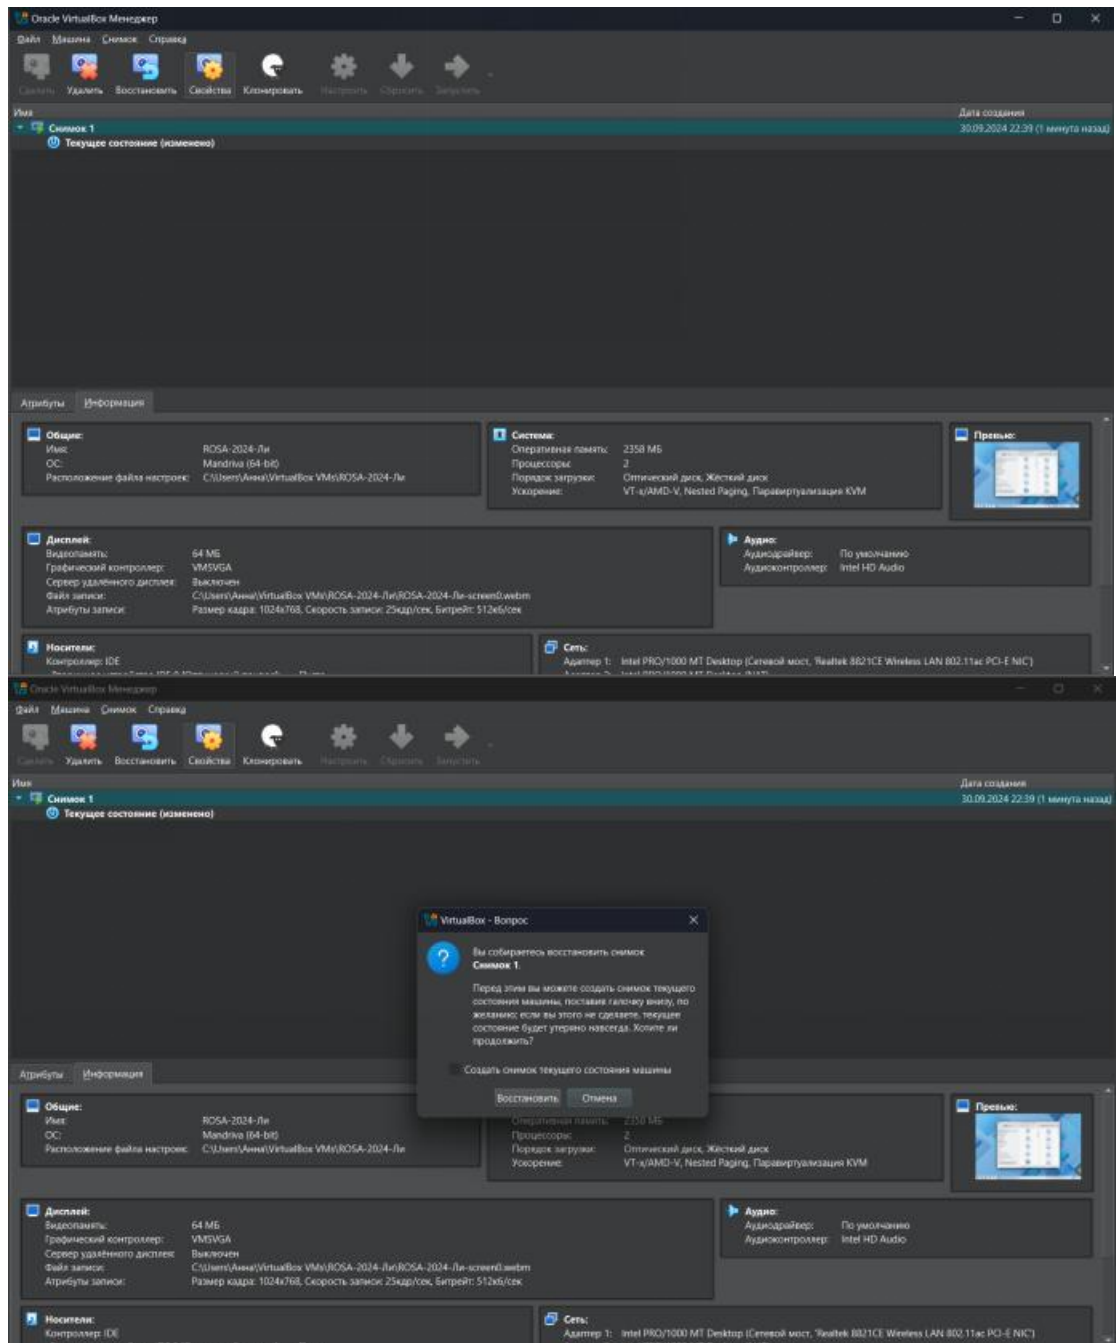 Oracle VirtualBox Менеджер
Файл Машина Снимок Справка
Сделать Удалить Восстановить Свойства Клонировать Настроить Сбросить Запустить
Имя Дата создания
Снимок 1 30.09.2024 22:39 (1 минута назад)
Текущее состояние (изменено)
Атрибуты Информация
Общие: Система: Превью:
Имя: ROSA-2024-Ли Оперативная память: 2358 МБ
ОС: Mandriva (64-bit) Процессоры: 2
Расположение файла настроек: C:\Users\Анна\VirtualBox VMs\ROSA-2024-Ли Порядок загрузки: Оптический диск, Жёсткий диск
Ускорение: VT-x/AMD-V, Nested Paging, Паравиртуализация KVM
Дисплей: Аудио:
Видеопамять: 64 МБ Аудиодрайвер: По умолчанию
Графический контроллер: VMSVGA Аудиоконтроллер: Intel HD Audio
Сервер удалённого дисплея: Выключен
Файл записи: C:\Users\Анна\VirtualBox VMs\ROSA-2024-Ли\ROSA-2024-Ли-screen0.webm
Атрибуты записи: Размер кадра: 1024x768, Скорость записи: 25кадр/сек, Битрейт: 512кб/сек
Носители: Сеть:
Контроллер: IDE Адаптер 1: Intel PRO/1000 MT Desktop (Сетевой мост, 'Realtek 8821CE Wireless LAN 802.11ac PCI-E NIC')
Oracle VirtualBox Менеджер
Файл Машина Снимок Справка
Сделать Удалить Восстановить Свойства Клонировать Настроить Сбросить Запустить
Имя Дата создания
Снимок 1 30.09.2024 22:39 (1 минута назад)
Текущее состояние (изменено)
VirtualBox - Вопрос
Вы собираетесь восстановить снимок
Снимок 1.
Перед этим вы можете создать снимок текущего
состояния машины, поставив галочку внизу, по
желанию; если вы этого не сделаете, текущее
состояние будет утеряно навсегда. Хотите ли
продолжить?
Создать снимок текущего состояния машины
Восстановить Отмена
Атрибуты Информация
Общие: Превью:
Имя: ROSA-2024-Ли Оперативная память: 2358 МБ
ОС: Mandriva (64-bit) Процессоры: 2
Расположение файла настроек: C:\Users\Анна\VirtualBox VMs\ROSA-2024-Ли Порядок загрузки: Оптический диск, Жёсткий диск
Ускорение: VT-x/AMD-V, Nested Paging, Паравиртуализация KVM
Дисплей: Аудио:
Видеопамять: 64 МБ Аудиодрайвер: По умолчанию
Графический контроллер: VMSVGA Аудиоконтроллер: Intel HD Audio
Сервер удалённого дисплея: Выключен
Файл записи: C:\Users\Анна\VirtualBox VMs\ROSA-2024-Ли\ROSA-2024-Ли-screen0.webm
Атрибуты записи: Размер кадра: 1024x768, Скорость записи: 25кадр/сек, Битрейт: 512кб/сек
Носители: Сеть:
Контроллер: IDE Адаптер 1: Intel PRO/1000 MT Desktop (Сетевой мост, 'Realtek 8821CE Wireless LAN 802.11ac PCI-E NIC')